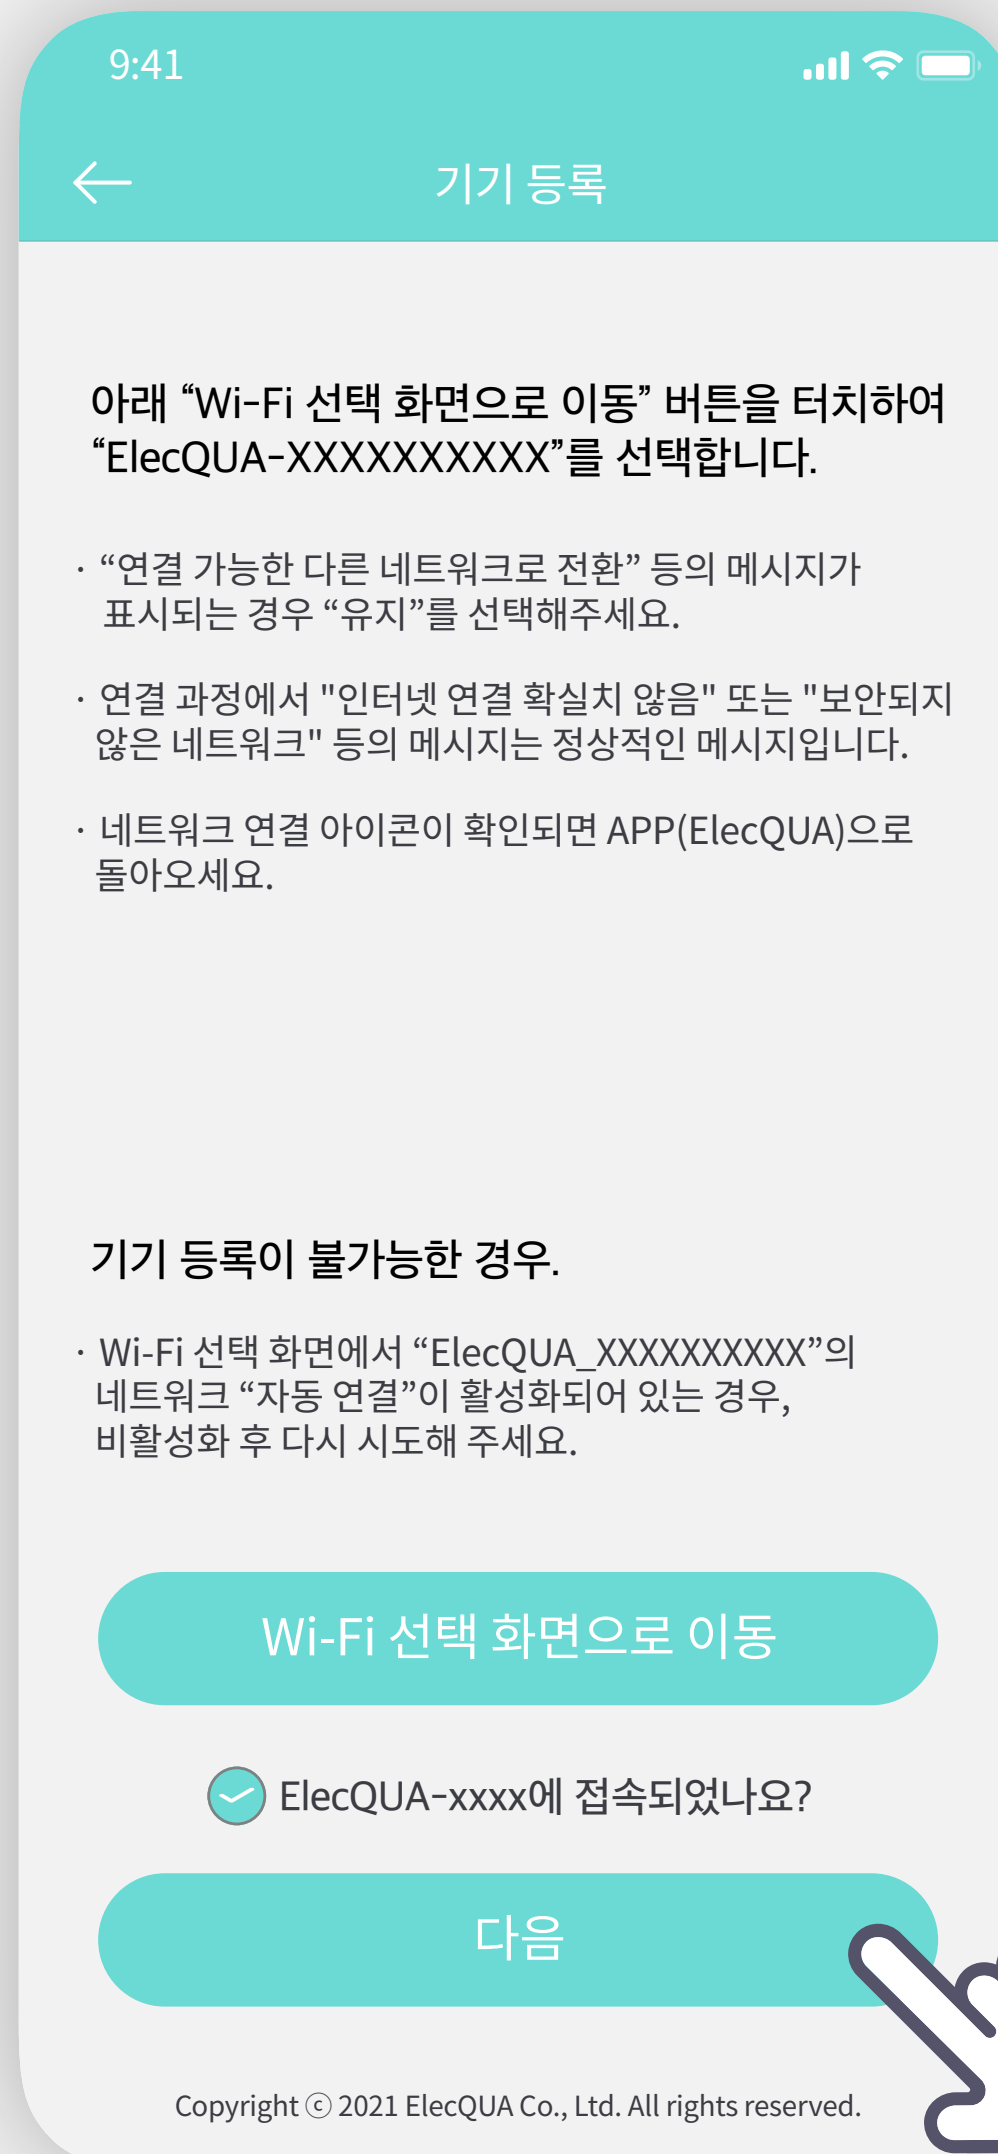 9:41
기기 등록
아래 “Wi-Fi 선택 화면으로 이동” 버튼을 터치하여
“ElecQUA-XXXXXXXXXX”를 선택합니다.
· “연결 가능한 다른 네트워크로 전환” 등의 메시지가
표시되는 경우 “유지”를 선택해주세요.
· 연결 과정에서 "인터넷 연결 확실치 않음" 또는 "보안되지
않은 네트워크" 등의 메시지는 정상적인 메시지입니다.
· 네트워크 연결 아이콘이 확인되면 APP(ElecQUA)으로
돌아오세요.
기기 등록이 불가능한 경우.
· Wi-Fi 선택 화면에서 “ElecQUA_XXXXXXXXXX”의
네트워크 “자동 연결”이 활성화되어 있는 경우,
비활성화 후 다시 시도해 주세요.
Wi-Fi 선택 화면으로 이동
ElecQUA-xxxx에 접속되었나요?
다음
Copyright ⓒ 2021 ElecQUA Co., Ltd. All rights reserved.